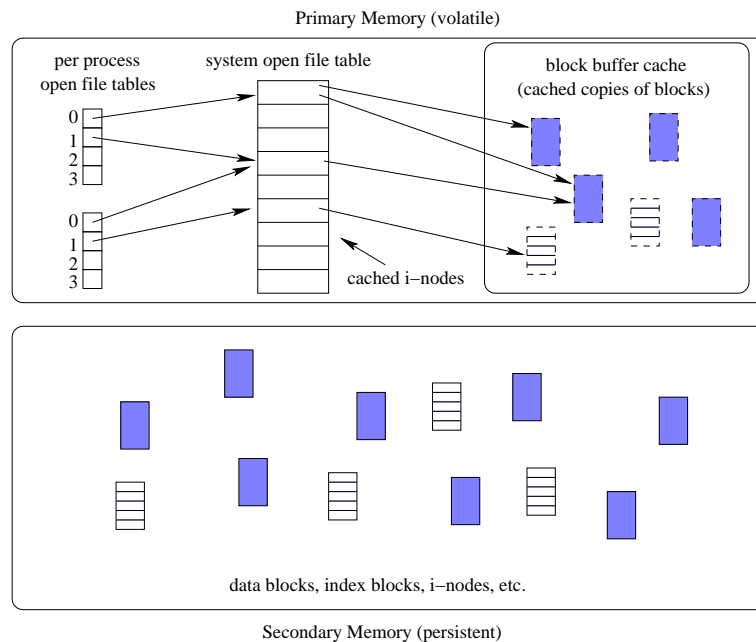 Primary Memory (volatile)
per process
open file tables
system open file table
block buffer cache
(cached copies of blocks)
0
1
2
3
0
1
2
3
cached i−nodes
data blocks, index blocks, i-nodes, etc.
Secondary Memory (persistent)